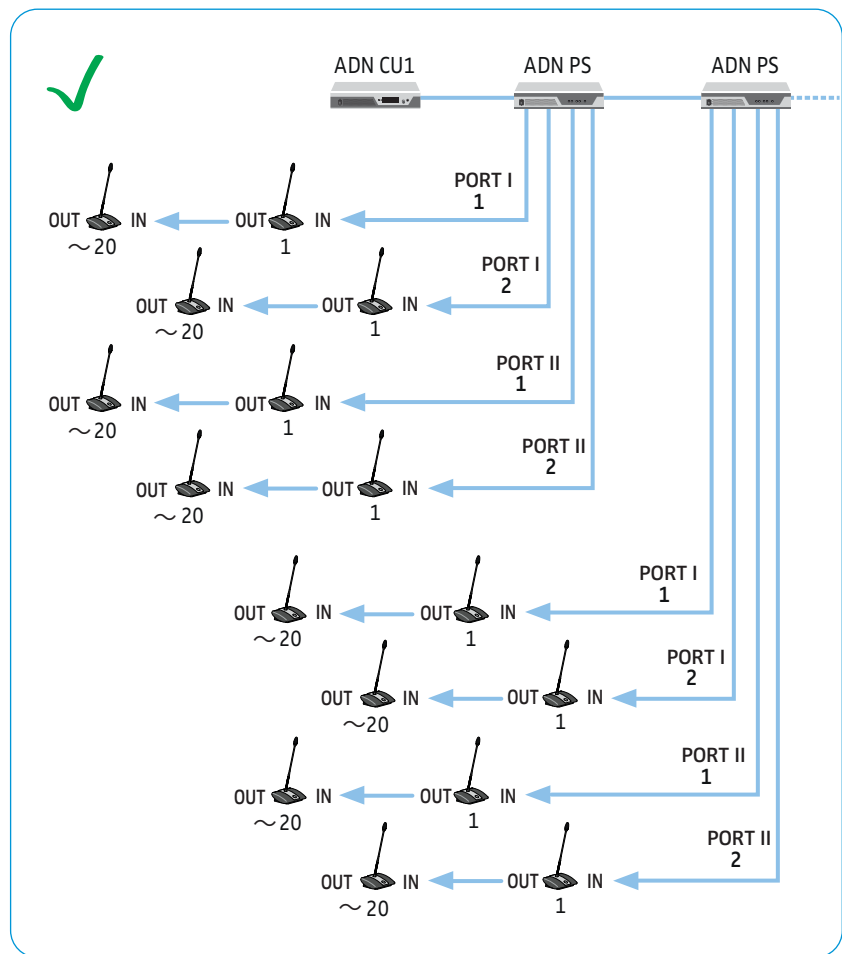 ADN CU1 ADN PS ADN PS
PORT I
1
OUT IN OUT IN
～20 1
PORT I
2
OUT IN OUT IN
～20 1
PORT II
1
OUT IN OUT IN
～20 1
PORT II
2
OUT IN OUT IN
～20 1
PORT I
1
OUT IN OUT IN
～20 1
PORT I
2
OUT IN OUT IN
～20 1
PORT II
1
OUT IN OUT IN
～20 1
PORT II
2
OUT IN OUT IN
～20 1